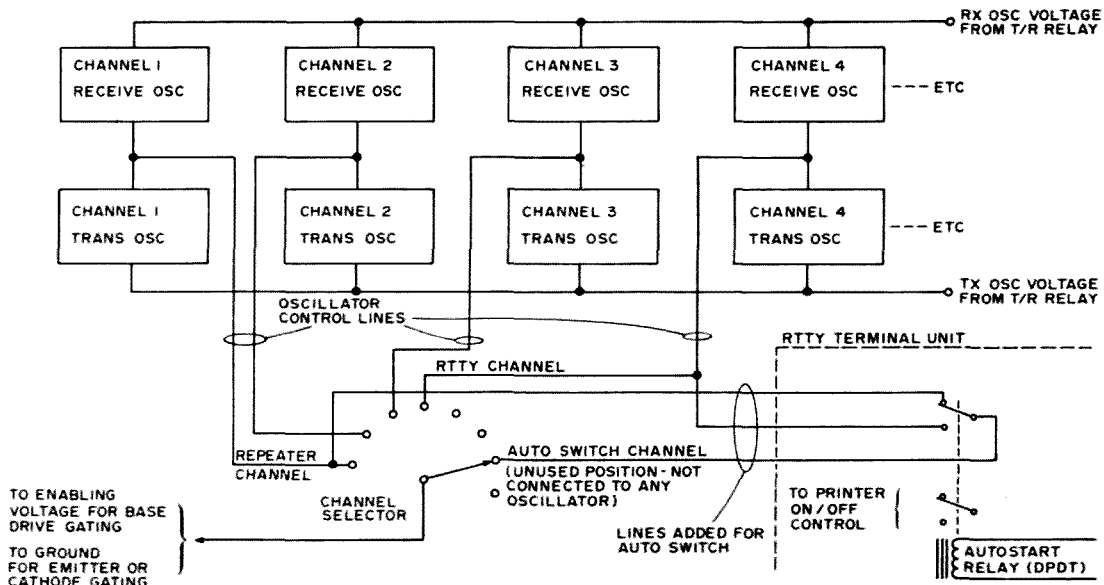 RX OSC VOLTAGE
FROM T/R RELAY
CHANNEL 1
RECEIVE OSC
CHANNEL 2
RECEIVE OSC
CHANNEL 3
RECEIVE OSC
CHANNEL 4
RECEIVE OSC
ETC
CHANNEL 1
TRANS OSC
CHANNEL 2
TRANS OSC
CHANNEL 3
TRANS OSC
CHANNEL 4
TRANS OSC
ETC
TX OSC VOLTAGE
FROM T/R RELAY
OSCILLATOR
CONTROL LINES
RTTY TERMINAL UNIT
RTTY CHANNEL
REPEATER
CHANNEL
AUTO SWITCH CHANNEL
(UNUSED POSITION - NOT
CONNECTED TO ANY
OSCILLATOR)
CHANNEL
SELECTOR
TO ENABLING
VOLTAGE FOR BASE
DRIVE GATING
TO GROUND
FOR EMITTER OR
CATHODE GATING
LINES ADDED FOR
AUTO SWITCH
TO PRINTER
ON/OFF
CONTROL
AUTOSTART
RELAY (DPDT)